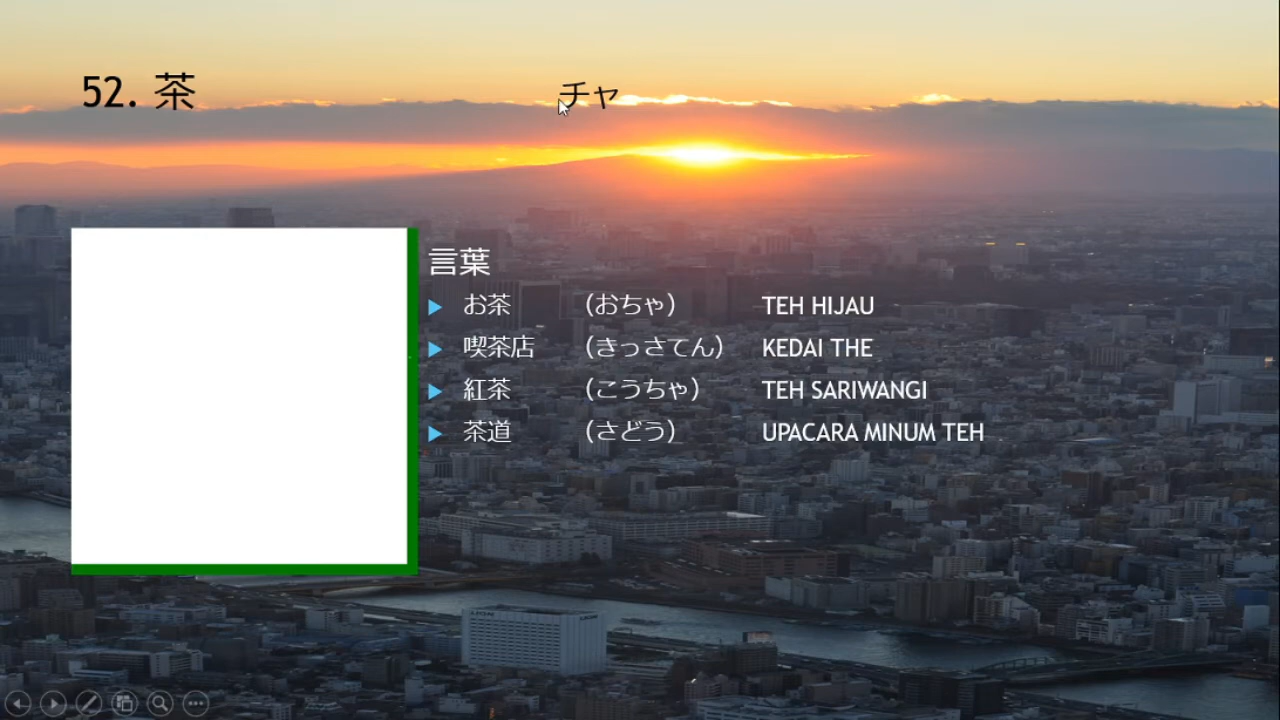 52. 茶 チャ
言葉
お茶 (おちゃ) TEH HIJAU
喫茶店 (きっさてん) KEDAI THE
紅茶 (こうちゃ) TEH SARIWANGI
茶道 (さどう) UPACARA MINUM TEH